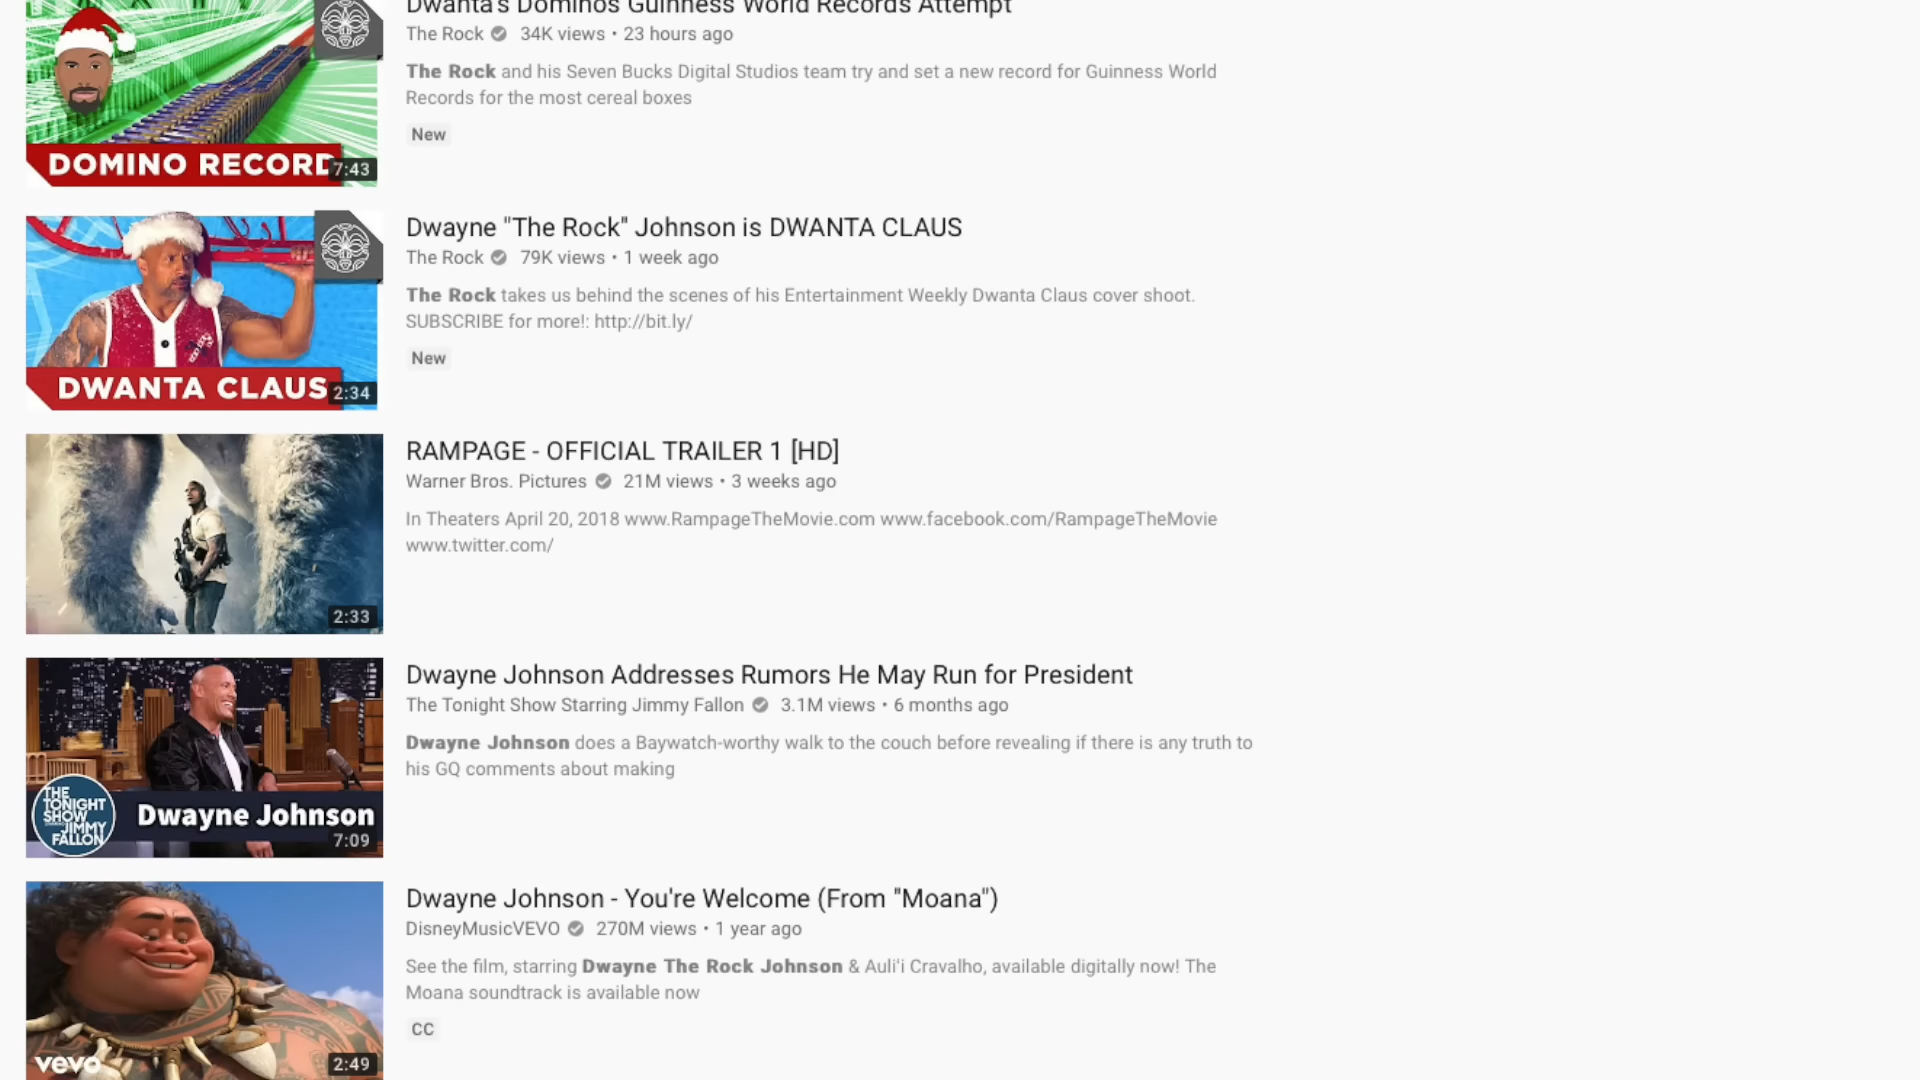 Dwanta's Dominos Guinness World Records Attempt
The Rock 34K views • 23 hours ago
The Rock and his Seven Bucks Digital Studios team try and set a new record for Guinness World
Records for the most cereal boxes
New
DOMINO RECORD
7:43
Dwayne "The Rock" Johnson is DWANTA CLAUS
The Rock 79K views • 1 week ago
The Rock takes us behind the scenes of his Entertainment Weekly Dwanta Claus cover shoot.
SUBSCRIBE for more!: http://bit.ly/
New
DWANTA CLAUS
2:34
RAMPAGE - OFFICIAL TRAILER 1 [HD]
Warner Bros. Pictures 21M views • 3 weeks ago
In Theaters April 20, 2018 www.RampageTheMovie.com www.facebook.com/RampageTheMovie
www.twitter.com/
2:33
Dwayne Johnson Addresses Rumors He May Run for President
The Tonight Show Starring Jimmy Fallon 3.1M views • 6 months ago
Dwayne Johnson does a Baywatch-worthy walk to the couch before revealing if there is any truth to
his GQ comments about making
THE
TONIGHT
SHOW
JIMMY
FALLON
Dwayne Johnson
7:09
Dwayne Johnson - You're Welcome (From "Moana")
DisneyMusicVEVO 270M views • 1 year ago
See the film, starring Dwayne The Rock Johnson & Auli'i Cravalho, available digitally now! The
Moana soundtrack is available now
CC
vevo
2:49